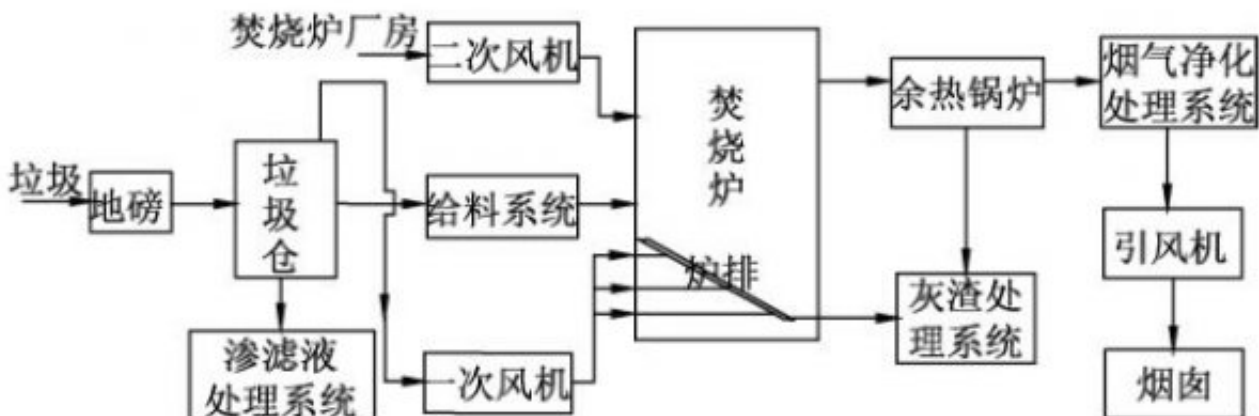 焚烧炉厂房
二次风机
垃圾
地磅
垃
圾
仓
给料系统
渗滤液
处理系统
一次风机
焚
烧
炉
炉排
余热锅炉
烟气净化
处理系统
灰渣处
理系统
引风机
烟囱